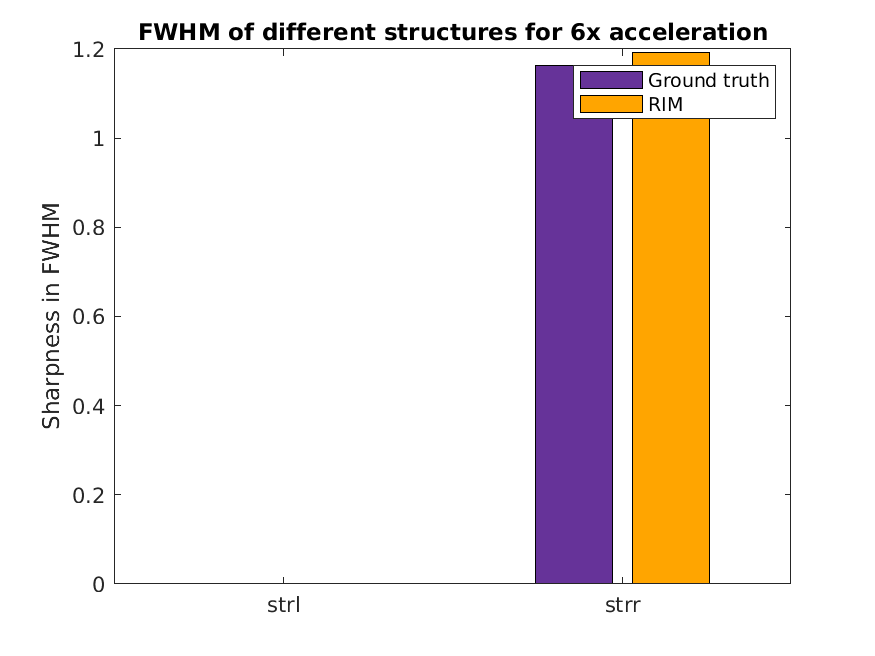 FWHM of different structures for 6x acceleration
1.2
1
0.8
0.6
0.4
0.2
0
Sharpness in FWHM
Ground truth
RIM
strl
strr